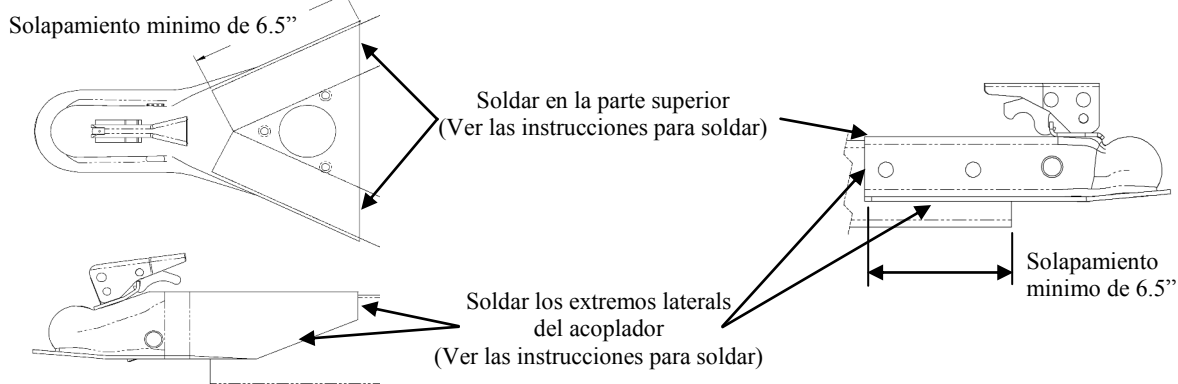 Solapamiento minimo de 6.5”
Soldar en la parte superior
(Ver las instrucciones para soldar)
Solapamiento
minimo de 6.5”
Soldar los extremos laterals
del acoplador
(Ver las instrucciones para soldar)